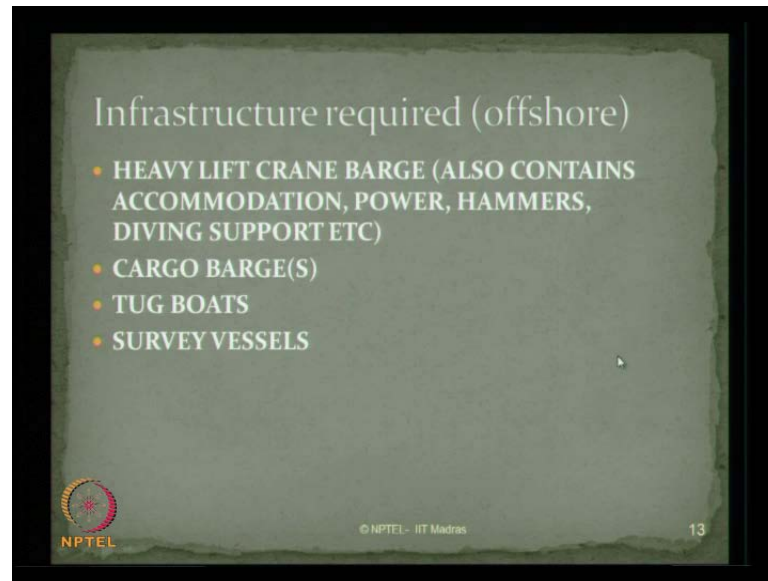 Infrastructure required (offshore)
• HEAVY LIFT CRANE BARGE (ALSO CONTAINS
ACCOMMODATION, POWER, HAMMERS,
DIVING SUPPORT ETC)
• CARGO BARGE(S)
• TUG BOATS
• SURVEY VESSELS
NPTEL
© NPTEL- IIT Madras
13